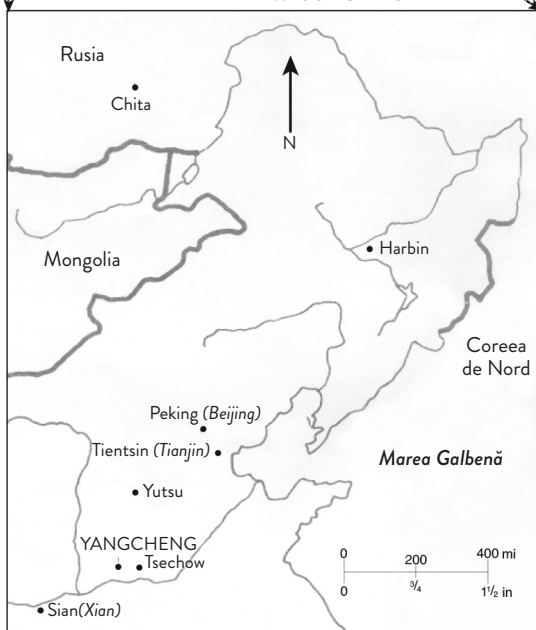 Rusia
Chita
N
Mongolia
Harbin
Coreea
de Nord
Peking (Beijing)
Tientsin (Tianjin)
Marea Galbenă
Yutsu
YANGCHENG
Tsechow
Sian(Xian)
0 200 400 mi
0 3/4 1 1/2 in